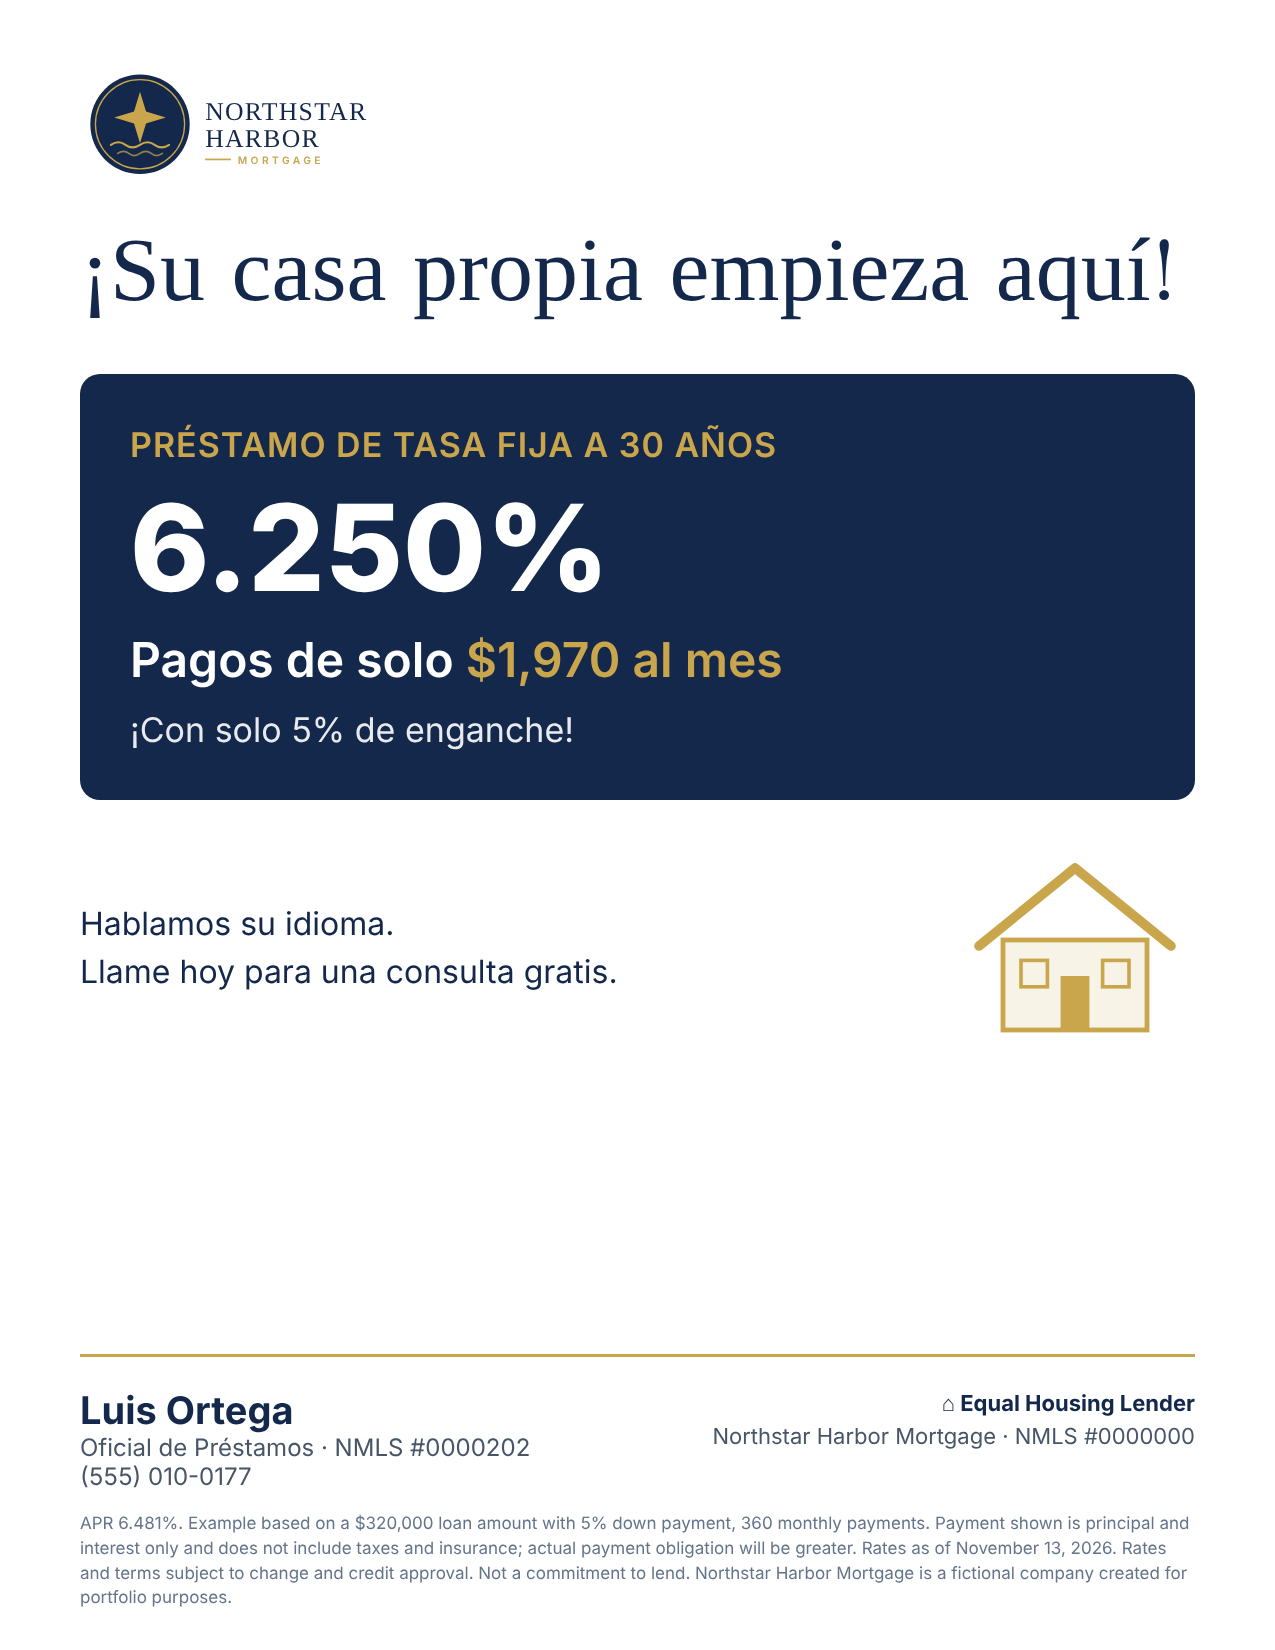 NORTHSTAR
HARBOR
MORTGAGE
¡Su casa propia empieza aquí!
PRÉSTAMO DE TASA FIJA A 30 AÑOS
6.250%
Pagos de solo $1,970 al mes
¡Con solo 5% de enganche!
Hablamos su idioma.
Llame hoy para una consulta gratis.
Luis Ortega
Oficial de Préstamos · NMLS #0000202
(555) 010-0177
⌂ Equal Housing Lender
Northstar Harbor Mortgage · NMLS #0000000
APR 6.481%. Example based on a $320,000 loan amount with 5% down payment, 360 monthly payments. Payment shown is principal and
interest only and does not include taxes and insurance; actual payment obligation will be greater. Rates as of November 13, 2026. Rates
and terms subject to change and credit approval. Not a commitment to lend. Northstar Harbor Mortgage is a fictional company created for
portfolio purposes.